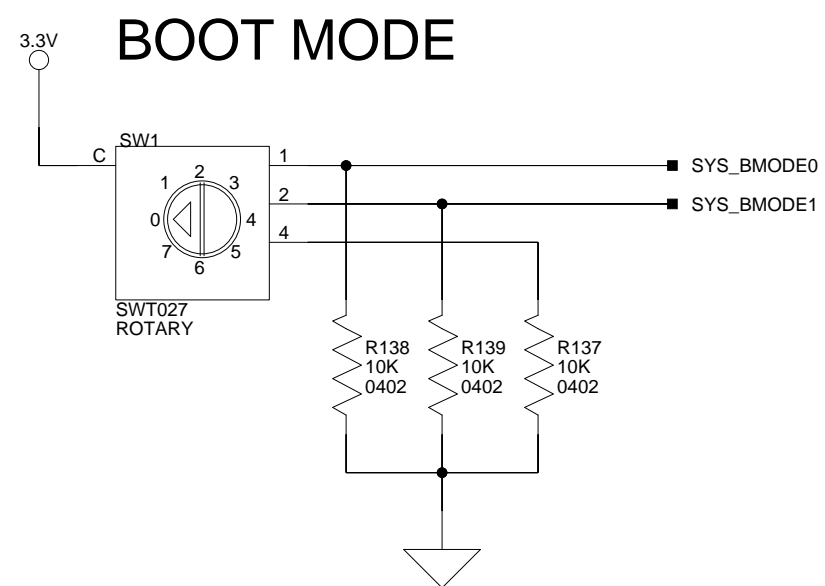 BOOT MODE
3.3V
SW1
C
1
SYS_BMODE0
2
SYS_BMODE1
4
2
1
3
0
4
7
5
6
SWT027
ROTARY
R138
10K
0402
R139
10K
0402
R137
10K
0402